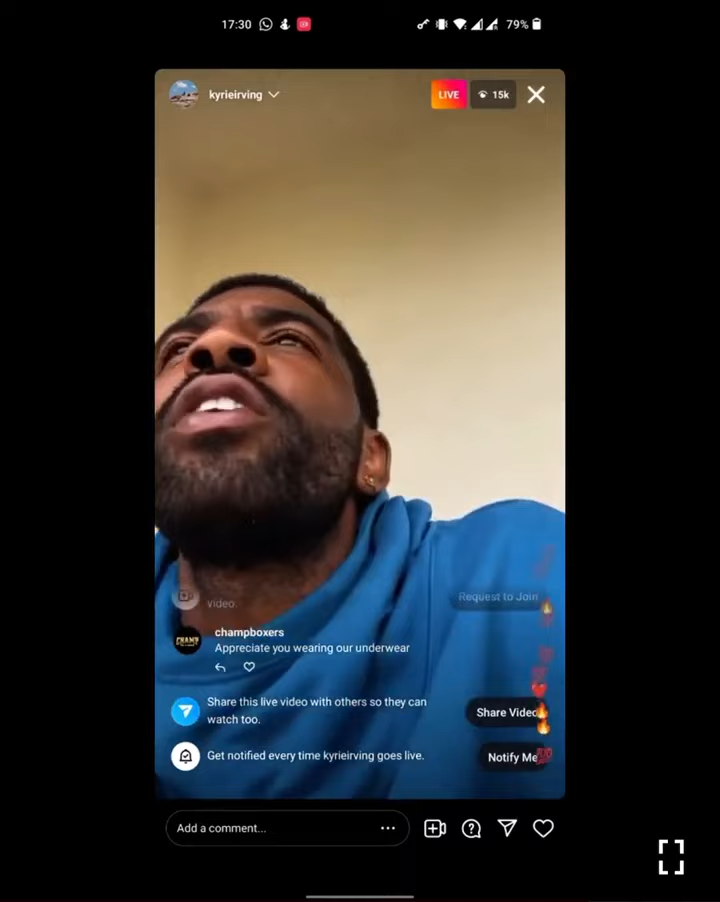 17:30
79%
kyrieirving
LIVE
15k
video.
Request to Join
champboxers
CHAMP
Appreciate you wearing our underwear
Share this live video with others so they can
watch too.
Share Video
Get notified every time kyrieirving goes live.
Notify Me
100
Add a comment...